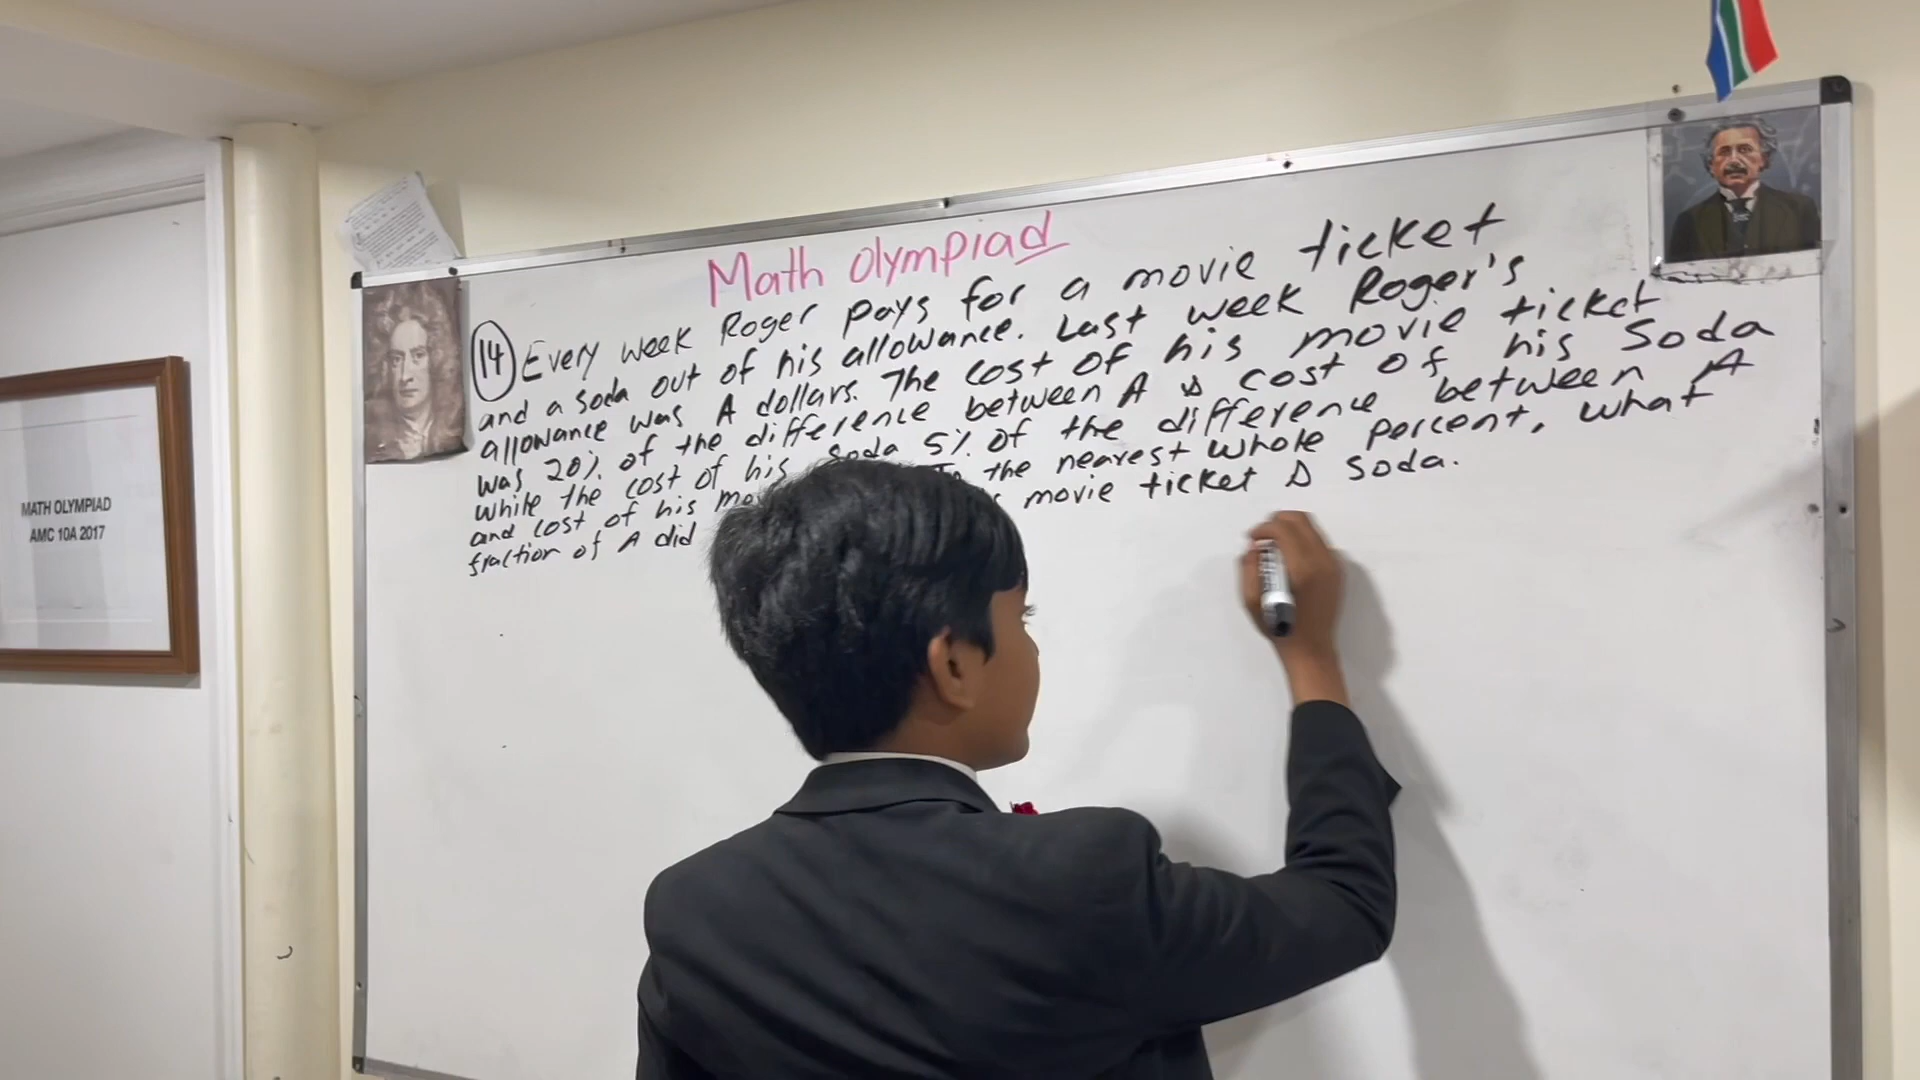 Math Olympiad
14 Every week Roger pays for a movie ticket
and a soda out of his allowance. Last week Roger's
allowance was A dollars. The cost of his movie ticket
was 20% of the difference between A & cost of his soda
while the cost of his soda 5% of the difference between A
and cost of his mo To the nearest whole percent, what
fraction of A did movie ticket & soda.
MATH OLYMPIAD
AMC 10A 2017